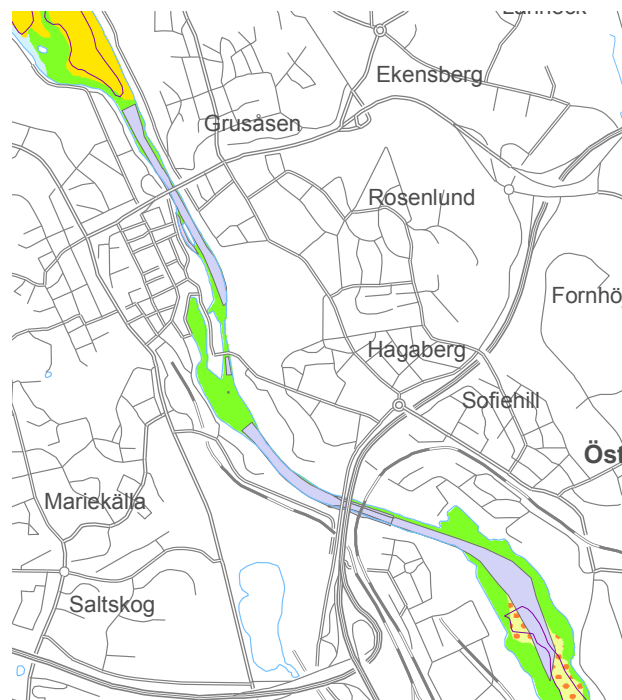 Ekensberg
Grusåsen
Rosenlund
Fornhö
Hagaberg
Sofiehill
Öst
Mariekälla
Saltskog